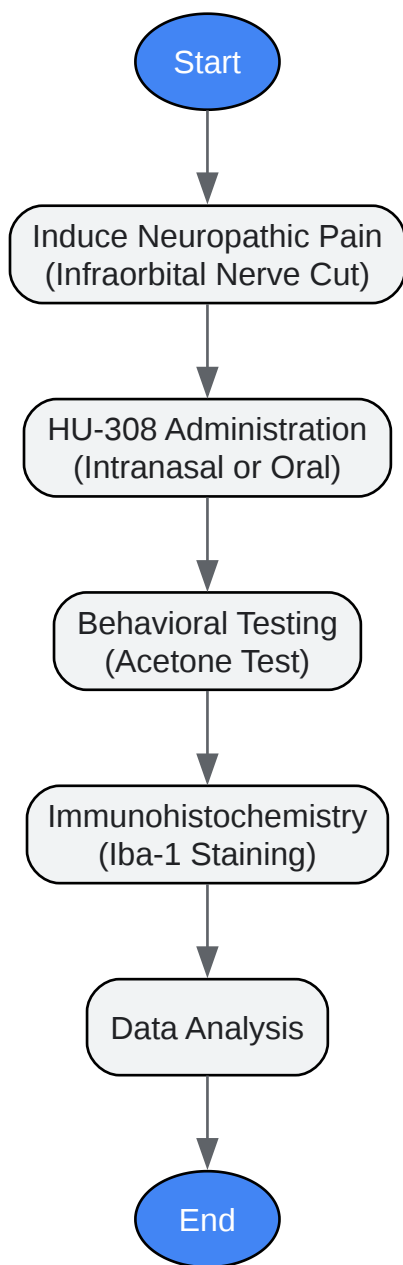 Start
Induce Neuropathic Pain
(Infraorbital Nerve Cut)
HU-308 Administration
(Intranasal or Oral)
Behavioral Testing
(Acetone Test)
Immunohistochemistry
(Iba-1 Staining)
Data Analysis
End